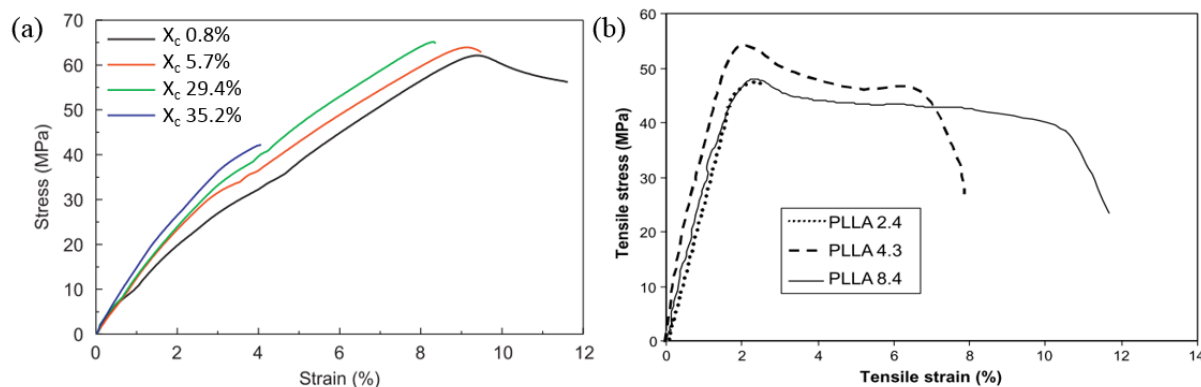 (a)
X_c 0.8%
X_c 5.7%
X_c 29.4%
X_c 35.2%
Stress (MPa)
70
60
50
40
30
20
10
0
0 2 4 6 8 10 12
Strain (%)
(b)
Tensile stress (MPa)
60
50
40
30
20
10
0
PLLA 2.4
PLLA 4.3
PLLA 8.4
0 2 4 6 8 10 12 14
Tensile strain (%)